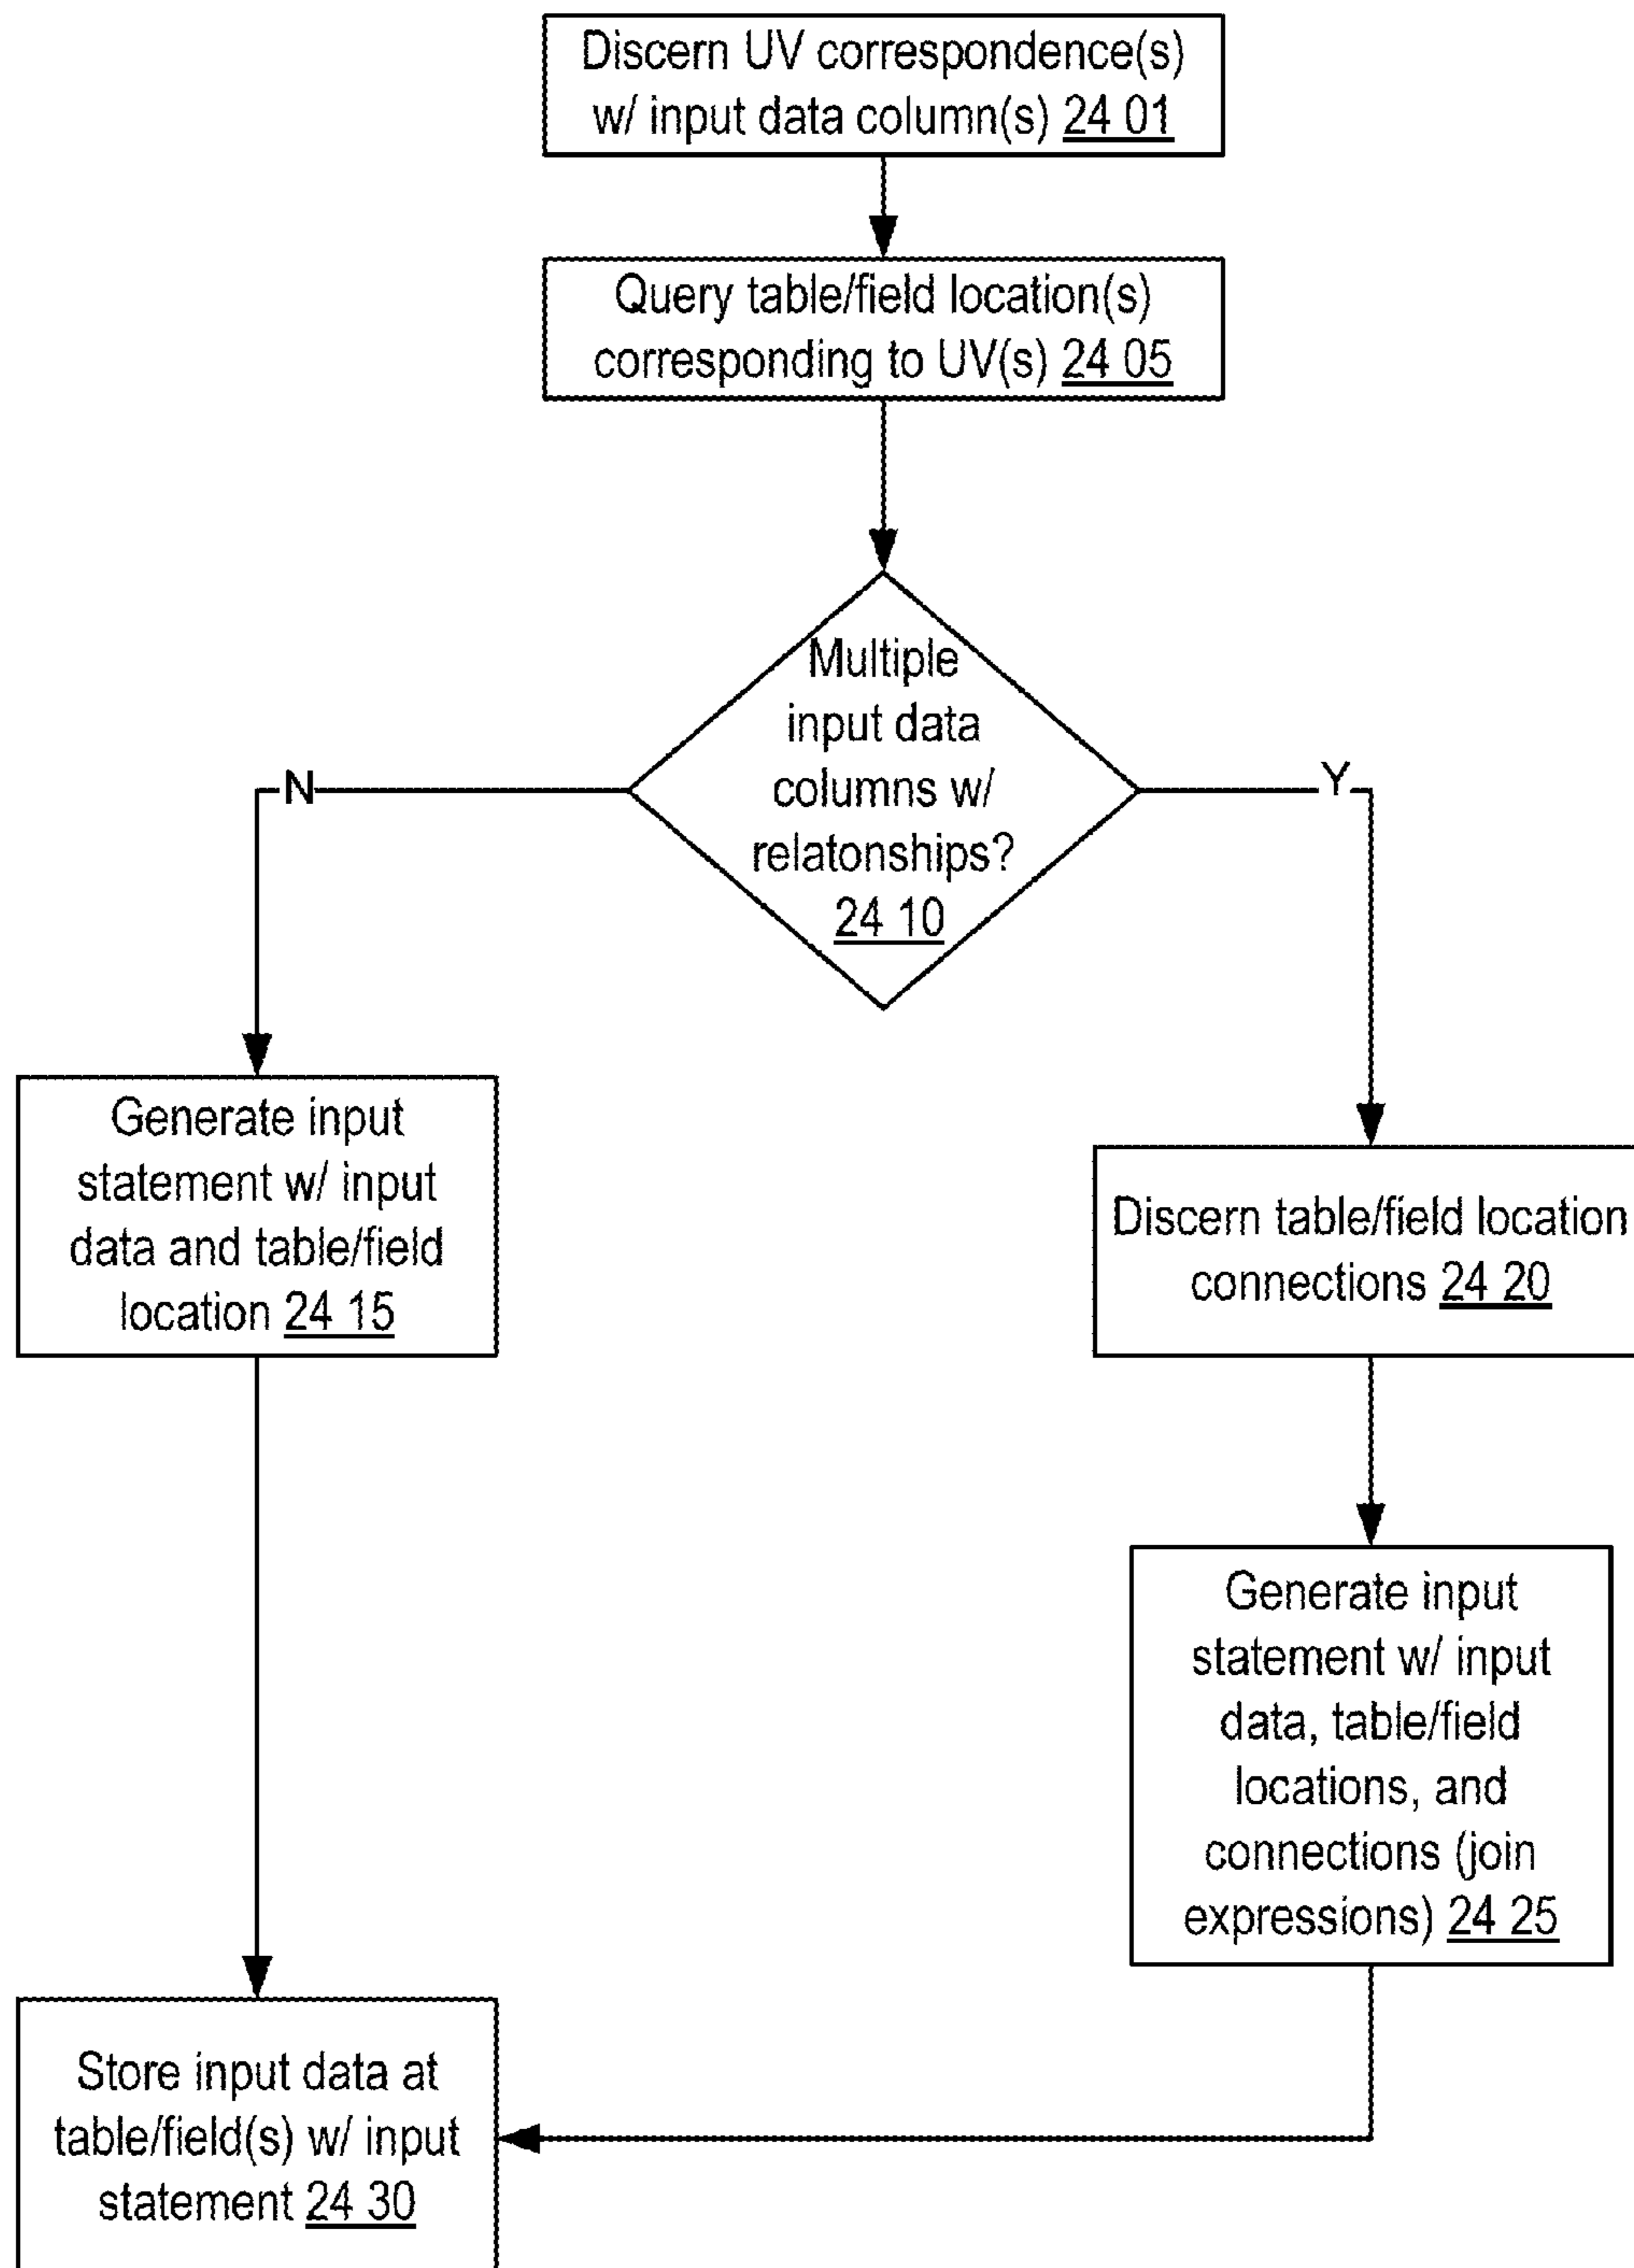 Discern UV correspondence(s)
w/ input data column(s) 24 01
Query table/field location(s)
corresponding to UV(s) 24 05
Multiple
input data
columns w/
relatonships?
24 10
N
Y
Generate input
statement w/ input
data and table/field
location 24 15
Discern table/field location
connections 24 20
Generate input
statement w/ input
data, table/field
locations, and
connections (join
expressions) 24 25
Store input data at
table/field(s) w/ input
statement 24 30